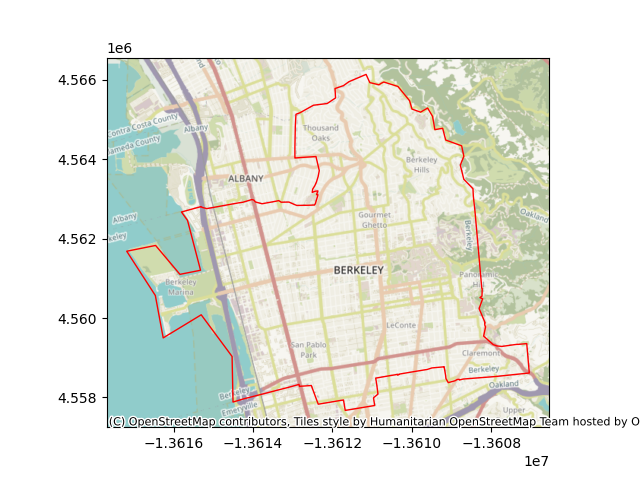 1e6
4.566
4.564
4.562
4.560
4.558
Contra Costa County
Alameda County
Albany
Thousand
Oaks
ALBANY
Berkeley
Hills
Albany
Berkeley
Gourmet
Ghetto
Oakland
Berkeley
BERKELEY
Berkeley
Marina
Panoramic
Hill
LeConte
San Pablo
Park
Claremont
Berkeley
Oakland
Berkeley
Emeryville
Upper
(C) OpenStreetMap contributors, Tiles style by Humanitarian OpenStreetMap Team hosted by O
−1.3616 −1.3614 −1.3612 −1.3610 −1.3608
1e7